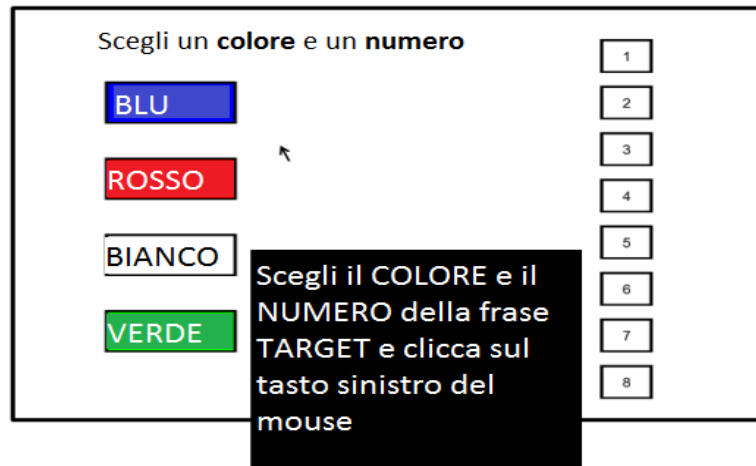 Scegli un colore e un numero
BLU
ROSSO
BIANCO
VERDE
Scegli il COLORE e il
NUMERO della frase
TARGET e clicca sul
tasto sinistro del
mouse
1
2
3
4
5
6
7
8